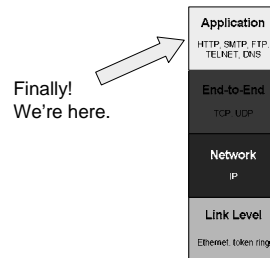 Finally!
We're here.
Application
HTTP, SMTP, FTP,
TELNET, DNS
End-to-End
TCP, UDP
Network
IP
Link Level
Ethernet, token ring